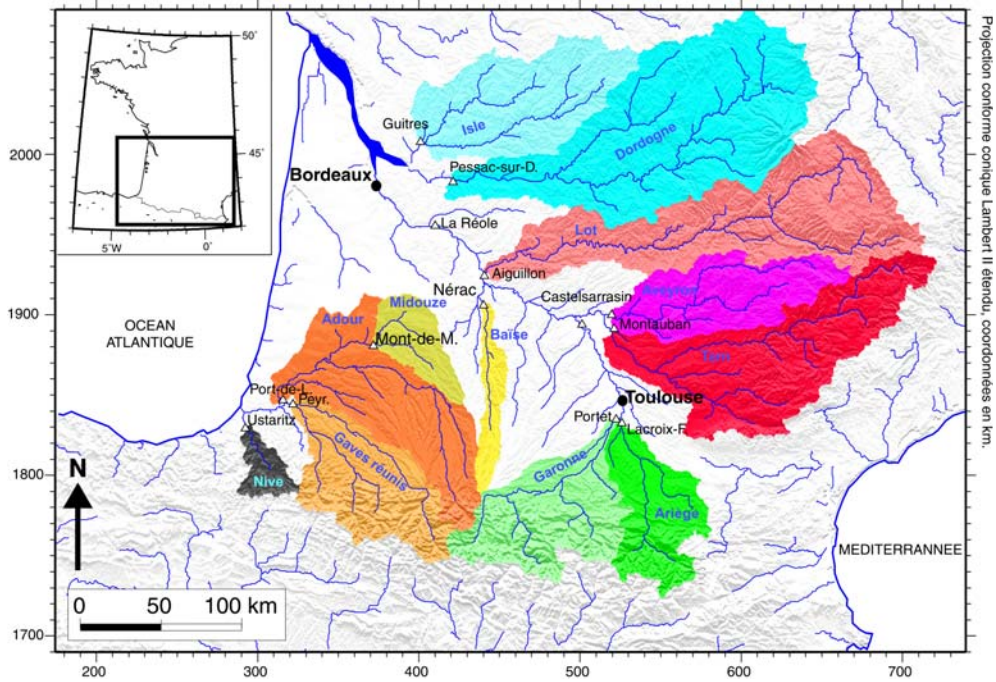 50°
45°
5°W
0°
Projection conforme conique Lambert II étendu, coordonnées en km.
2000
1900
1800
1700
200
300
400
500
600
700
Guitres
Isle
Dordogne
Pessac-sur-D.
Bordeaux
La Réole
Lot
Aiguillon
Nérac
Castelsarrasin
Aveyron
Midouze
Adour
Baïse
Montauban
Mont-de-M.
Tarn
OCEAN
ATLANTIQUE
Port-de-L.
Peyr.
Toulouse
Ustaritz
Portet
Lacroix-F.
Garonne
Gaves réunis
Nive
Ariege
N
MEDITERRANNEE
0 50 100 km